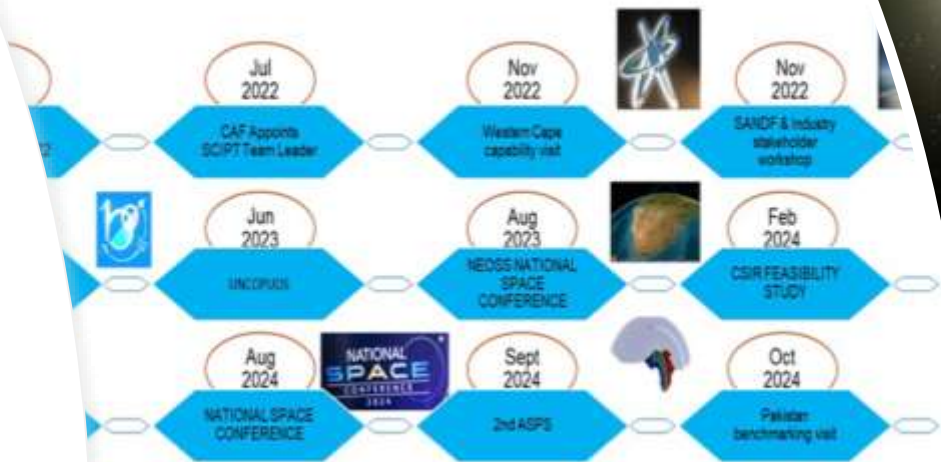 Jul
2022
Nov
2022
Nov
2022
22
CAF Appoints
SCIPT Team Leader
Western Cape
capability visit
SANDF & Industry
stakeholder
workshop
Jun
2023
Aug
2023
Feb
2024
UNCOPUOS
NEOSS NATIONAL
SPACE
CONFERENCE
CSIR FEASIBILITY
STUDY
Aug
2024
NATIONAL
SPACE
CONFERENCE
2024
Sept
2024
Oct
2024
NATIONAL SPACE
CONFERENCE
2nd ASPS
Pakistan
benchmarking visit